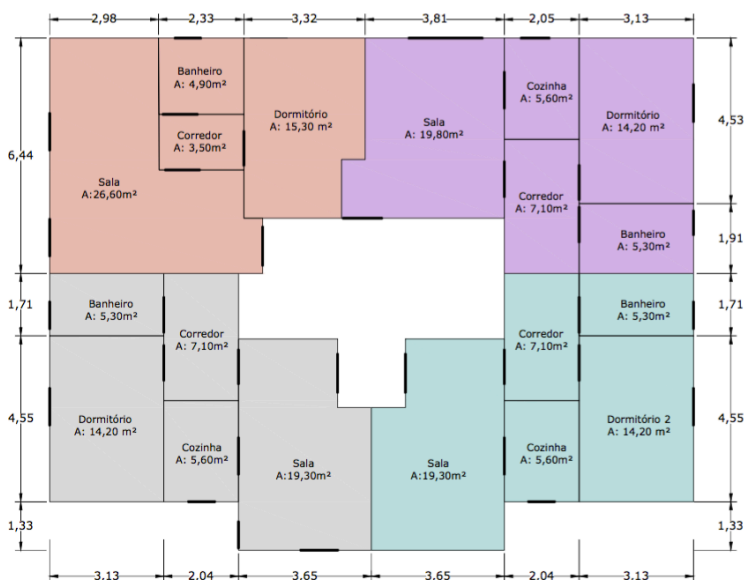 2,98 2,33 3,32 3,81 2,05 3,13
Banheiro
A: 4,90m²
Cozinha
A: 5,60m²
Dormitório
A: 15,30 m²
Sala
A: 19,80m²
Dormitório
A: 14,20 m²
4,53
Corredor
A: 3,50m²
6,44
Sala
A:26,60m²
Corredor
A: 7,10m²
Banheiro
A: 5,30m²
1,91
1,71
Banheiro
A: 5,30m²
Corredor
A: 7,10m²
Corredor
A: 7,10m²
Banheiro
A: 5,30m²
1,71
4,55
Dormitório
A: 14,20 m²
Cozinha
A: 5,60m²
Sala
A:19,30m²
Sala
A:19,30m²
Cozinha
A: 5,60m²
Dormitório 2
A: 14,20 m²
4,55
1,33
1,33
3,13 2,04 3,65 3,65 2,04 3,13